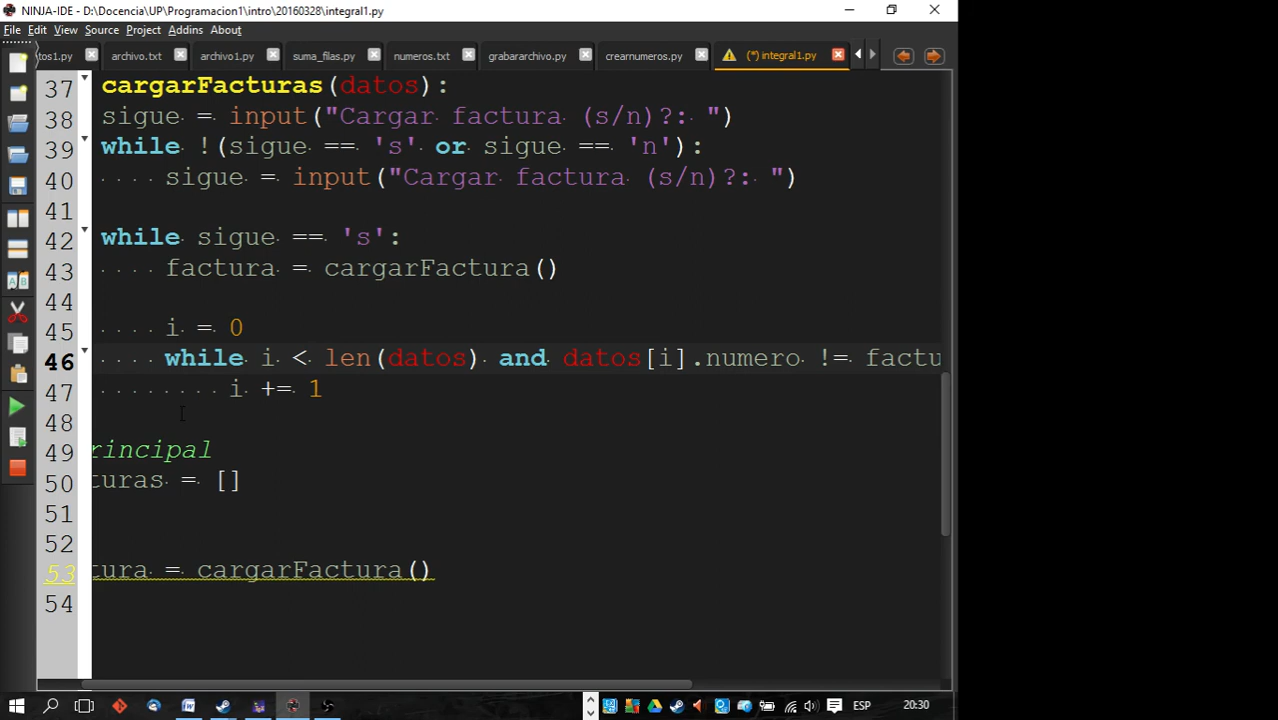 NINJA-IDE - D:\Docencia\UP\Programacion1\intro\20160328\integral1.py
File Edit View Source Project Addins About
tos1.py archivo.txt archivo1.py suma_filas.py numeros.txt grabararchivo.py crearnumeros.py (*) integral1.py
37 cargarFacturas(datos):
38 sigue = input("Cargar factura (s/n)?: ")
39 while !(sigue == 's' or sigue == 'n'):
40 sigue = input("Cargar factura (s/n)?: ")
41
42 while sigue == 's':
43 factura = cargarFactura()
44
45 i = 0
46 while i < len(datos) and datos[i].numero != factu
47 i += 1
48
49 rincipal
50 turas = []
51
52
53 tura = cargarFactura()
54
ESP 20:30